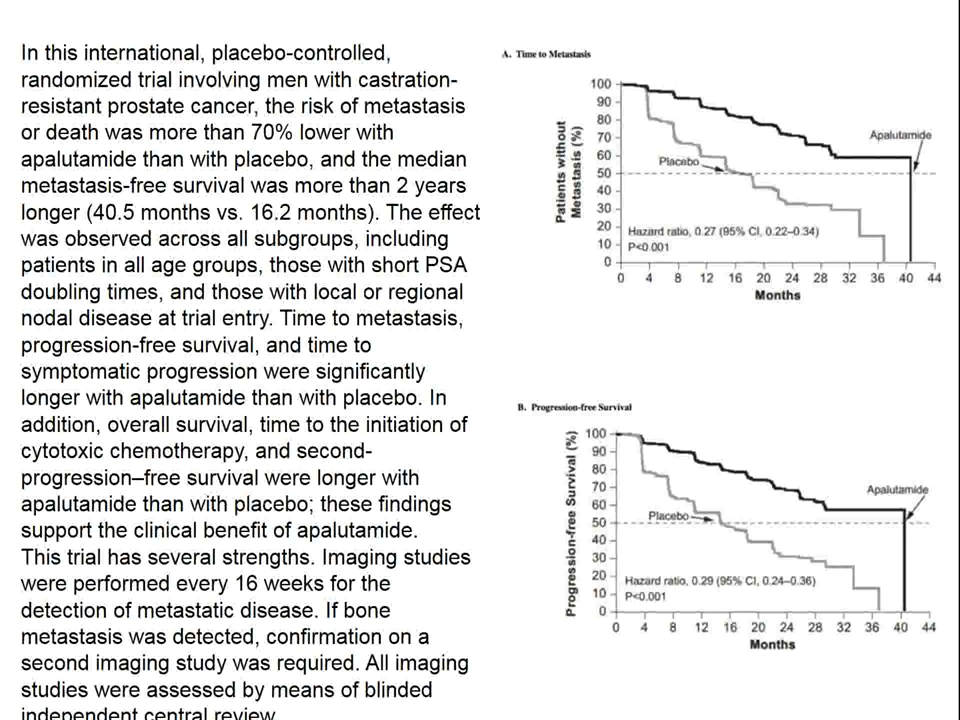 In this international, placebo-controlled,
randomized trial involving men with castration-
resistant prostate cancer, the risk of metastasis
or death was more than 70% lower with
apalutamide than with placebo, and the median
metastasis-free survival was more than 2 years
longer (40.5 months vs. 16.2 months). The effect
was observed across all subgroups, including
patients in all age groups, those with short PSA
doubling times, and those with local or regional
nodal disease at trial entry. Time to metastasis,
progression-free survival, and time to
symptomatic progression were significantly
longer with apalutamide than with placebo. In
addition, overall survival, time to the initiation of
cytotoxic chemotherapy, and second-
progression–free survival were longer with
apalutamide than with placebo; these findings
support the clinical benefit of apalutamide.
This trial has several strengths. Imaging studies
were performed every 16 weeks for the
detection of metastatic disease. If bone
metastasis was detected, confirmation on a
second imaging study was required. All imaging
studies were assessed by means of blinded
independent central review.
A. Time to Metastasis
Patients without
Metastasis (%)
100
90
80
70
60
50
40
30
20
10
0
Apalutamide
Placebo
Hazard ratio, 0.27 (95% CI, 0.22–0.34)
P<0.001
0 4 8 12 16 20 24 28 32 36 40 44
Months
B. Progression-free Survival
Progression-free Survival (%)
100
90
80
70
60
50
40
30
20
10
0
Apalutamide
Placebo
Hazard ratio, 0.29 (95% CI, 0.24–0.36)
P<0.001
0 4 8 12 16 20 24 28 32 36 40 44
Months